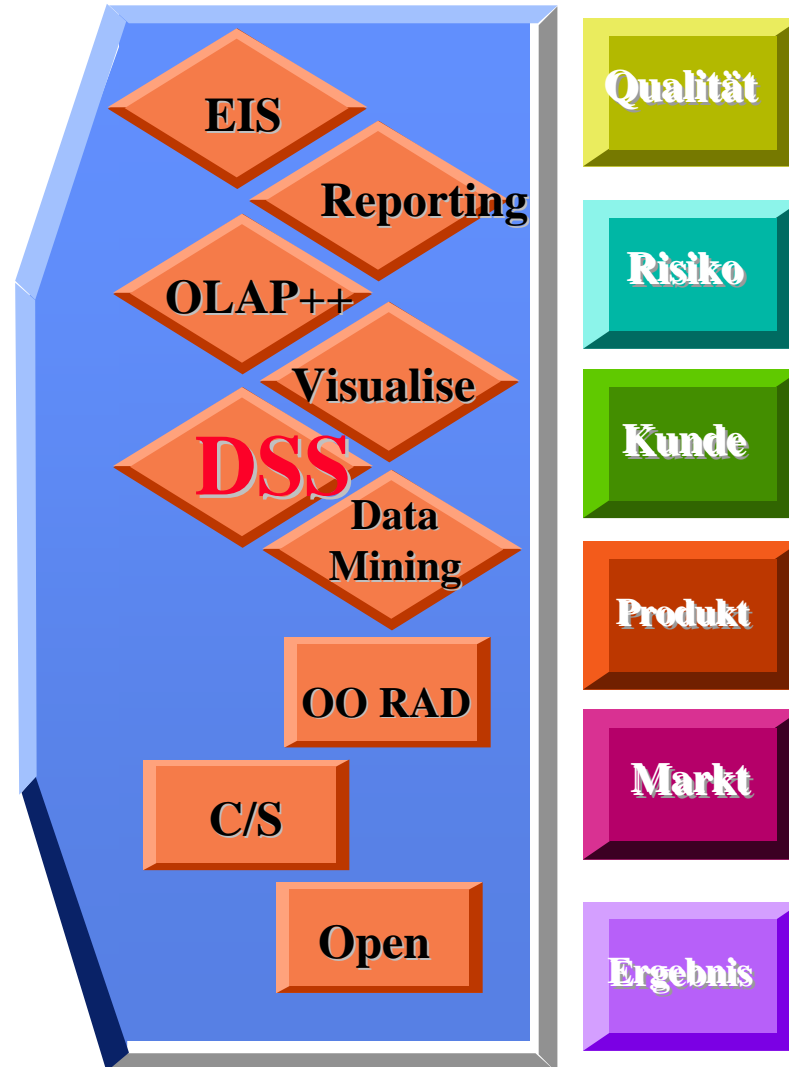 EIS
Reporting
OLAP++
Visualise
DSS
Data
Mining
OO RAD
C/S
Open
Qualität
Risiko
Kunde
Produkt
Markt
Ergebnis